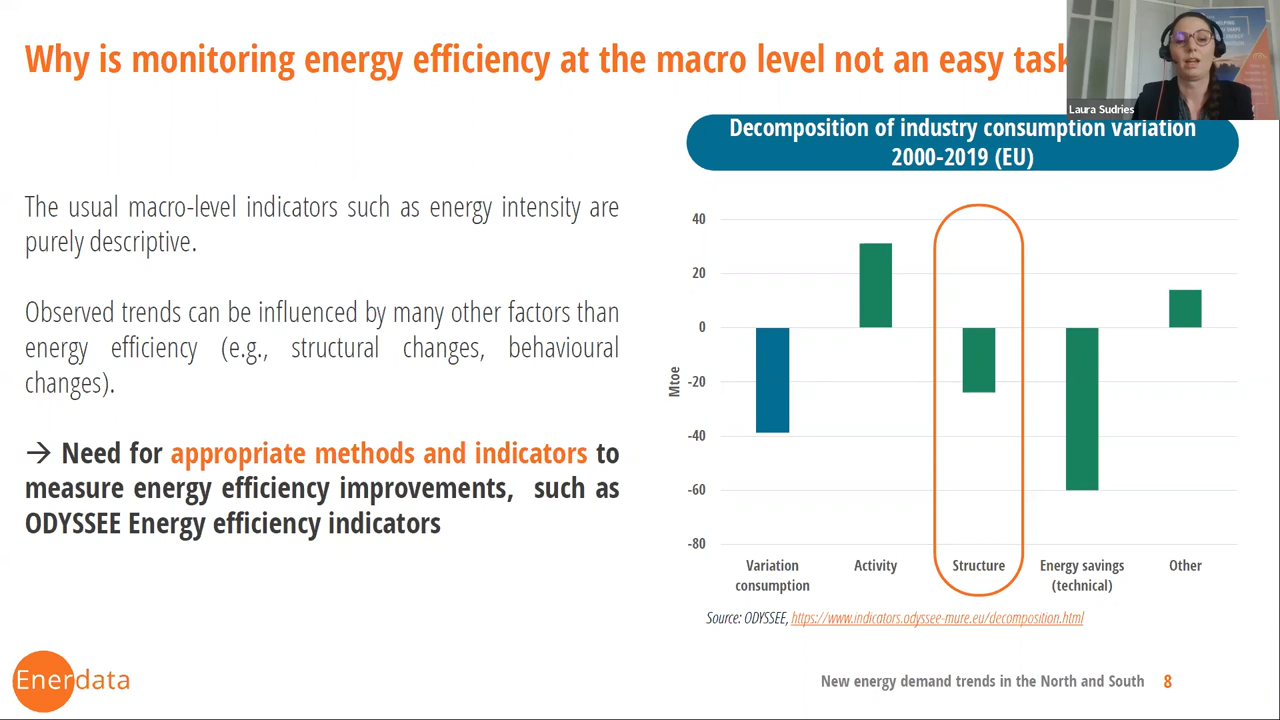 Why is monitoring energy efficiency at the macro level not an easy task
Laura Sudries
Decomposition of industry consumption variation
2000-2019 (EU)
The usual macro-level indicators such as energy intensity are
purely descriptive.
Observed trends can be influenced by many other factors than
energy efficiency (e.g., structural changes, behavioural
changes).
→ Need for appropriate methods and indicators to
measure energy efficiency improvements, such as
ODYSSEE Energy efficiency indicators
Mtoe
40
20
0
-20
-40
-60
-80
Variation
consumption
Activity
Structure
Energy savings
(technical)
Other
Source: ODYSSEE, https://www.indicators.odyssee-mure.eu/decomposition.html
Enerdata
New energy demand trends in the North and South 8